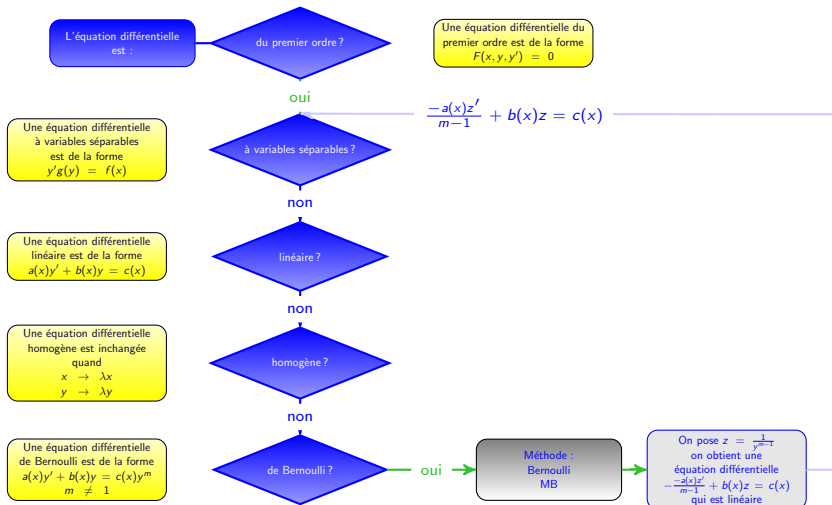 L'équation différentielle
est :
du premier ordre ?
Une équation différentielle du
premier ordre est de la forme
F(x, y, y′) = 0
oui
−a(x)z′/m−1 + b(x)z = c(x)
Une équation différentielle
à variables séparables
est de la forme
y′g(y) = f(x)
à variables séparables ?
non
Une équation différentielle
linéaire est de la forme
a(x)y′ + b(x)y = c(x)
linéaire ?
non
Une équation différentielle
homogène est inchangée
quand
x → λx
y → λy
homogène ?
non
Une équation différentielle
de Bernoulli est de la forme
a(x)y′ + b(x)y = c(x)y^m
m ≠ 1
de Bernoulli ?
oui
Méthode :
Bernoulli
MB
On pose z = 1/y^{m−1}
on obtient une
équation différentielle
− −a(x)z′/m−1 + b(x)z = c(x)
qui est linéaire